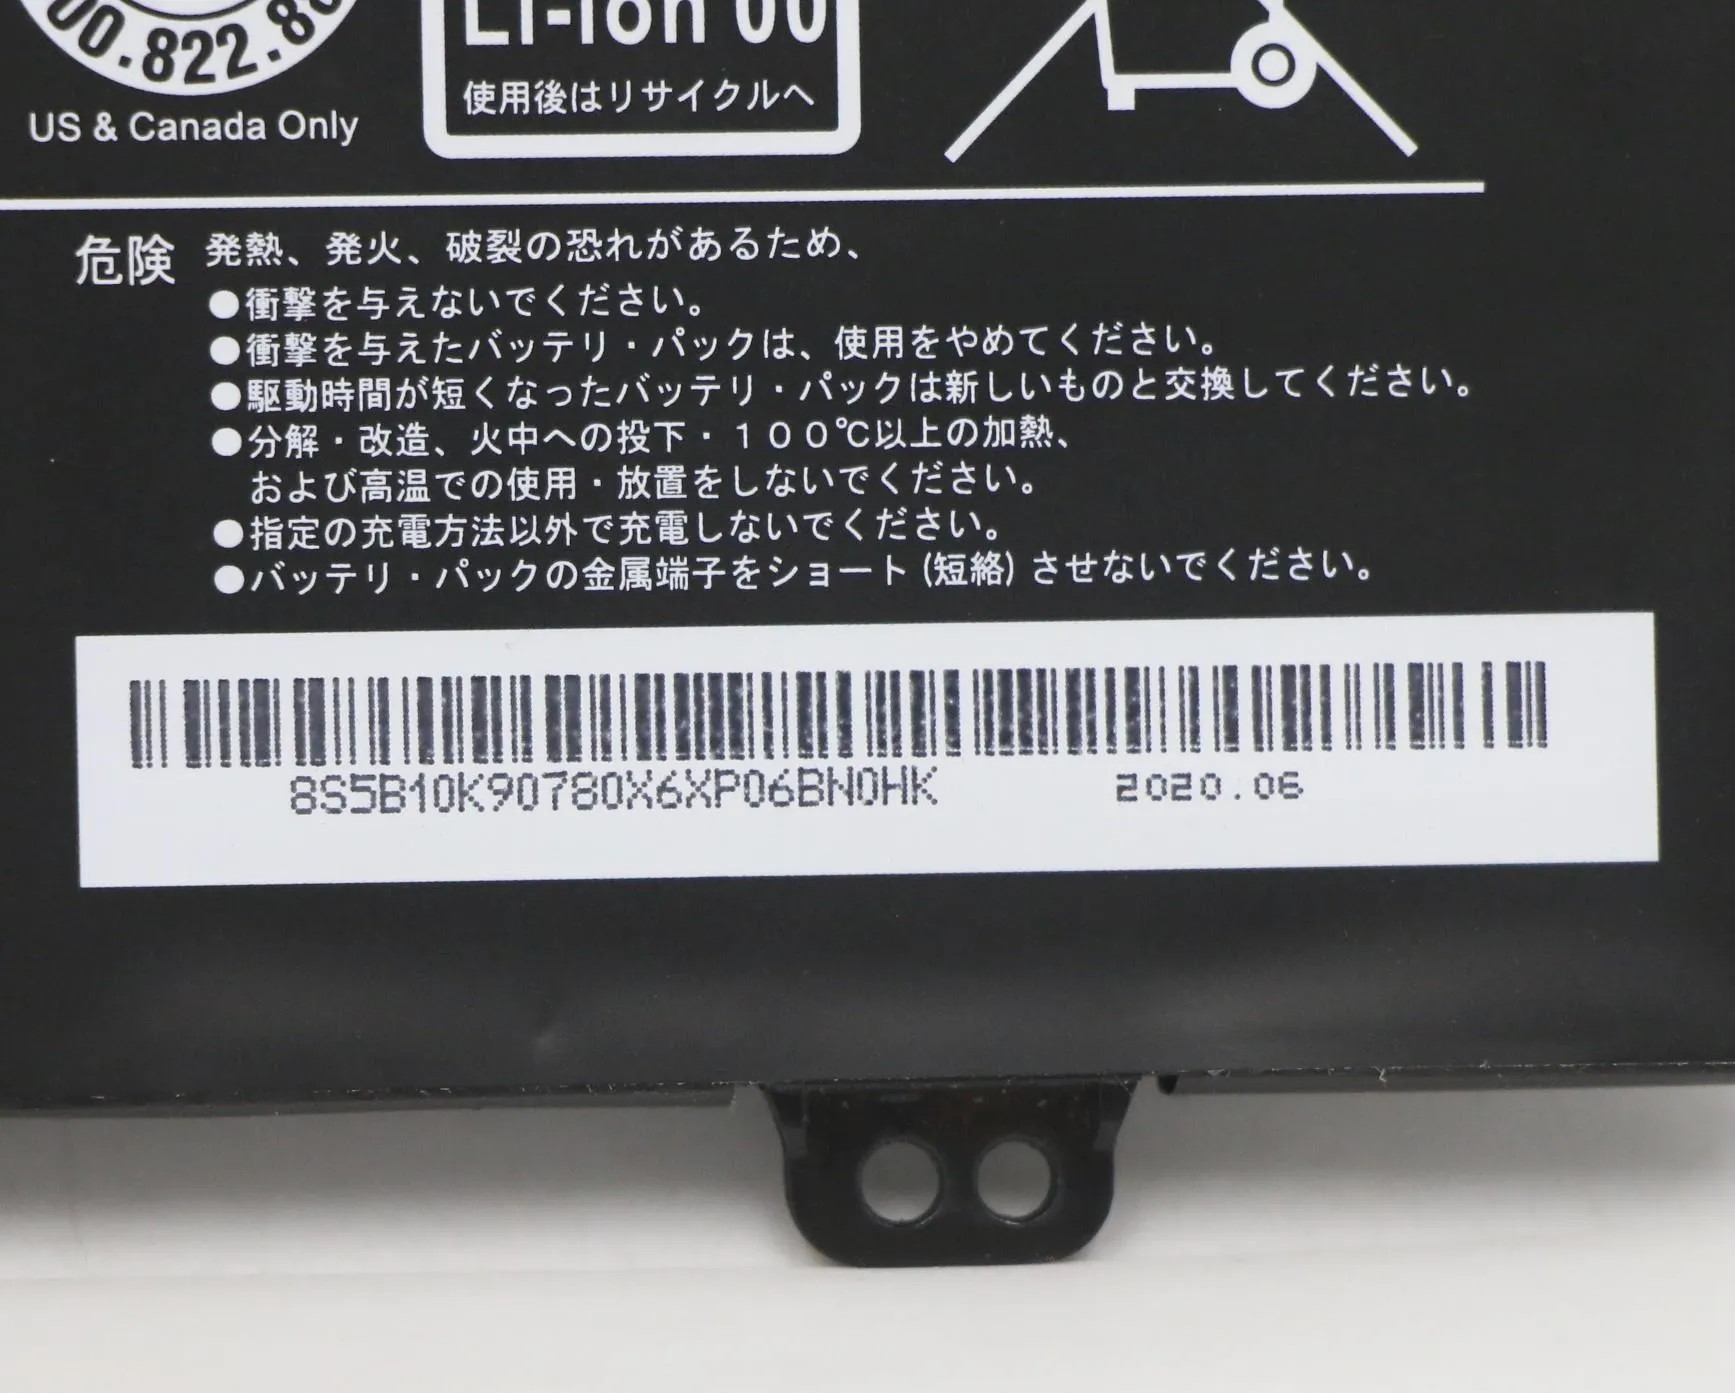 00.822.8
Li-ion 00
使用後はリサイクルへ
US & Canada Only
危険 発熱、発火、破裂の恐れがあるため、
●衝撃を与えないでください。
●衝撃を与えたバッテリ・パックは、使用をやめてください。
●駆動時間が短くなったバッテリ・パックは新しいものと交換してください。
●分解・改造、火中への投下・100℃以上の加熱、
および高温での使用・放置をしないでください。
●指定の充電方法以外で充電しないでください。
●バッテリ・パックの金属端子をショート(短絡)させないでください。
8S5B10K90780X6XP06BN0HK 2020.06